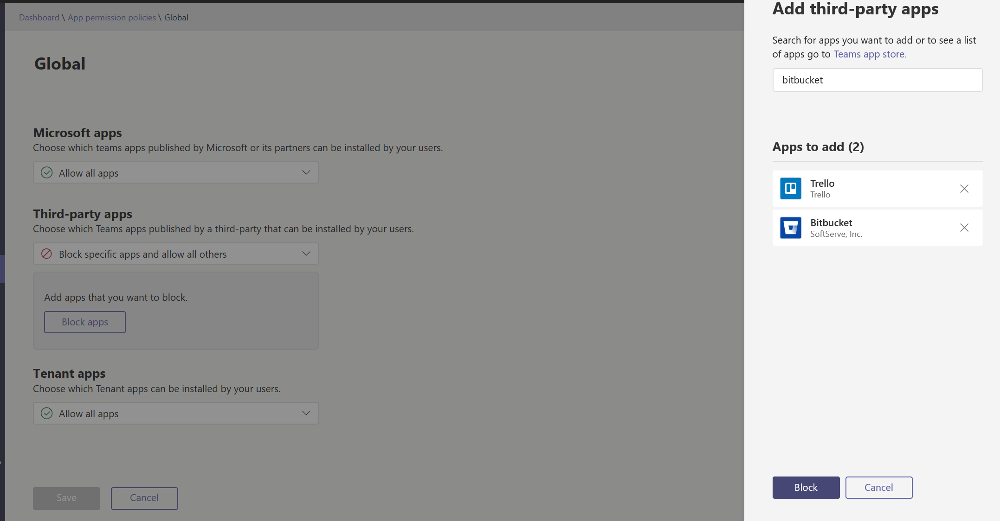 Dashboard \ App permission policies \ Global
Global
Microsoft apps
Choose which teams apps published by Microsoft or its partners can be installed by your users.
Allow all apps
Third-party apps
Choose which Teams apps published by a third-party that can be installed by your users.
Block specific apps and allow all others
Add apps that you want to block.
Block apps
Tenant apps
Choose which Tenant apps can be installed by your users.
Allow all apps
Save
Cancel
Add third-party apps
Search for apps you want to add or to see a list
of apps go to Teams app store.
bitbucket
Apps to add (2)
Trello
Trello
Bitbucket
SoftServe, Inc.
Block
Cancel